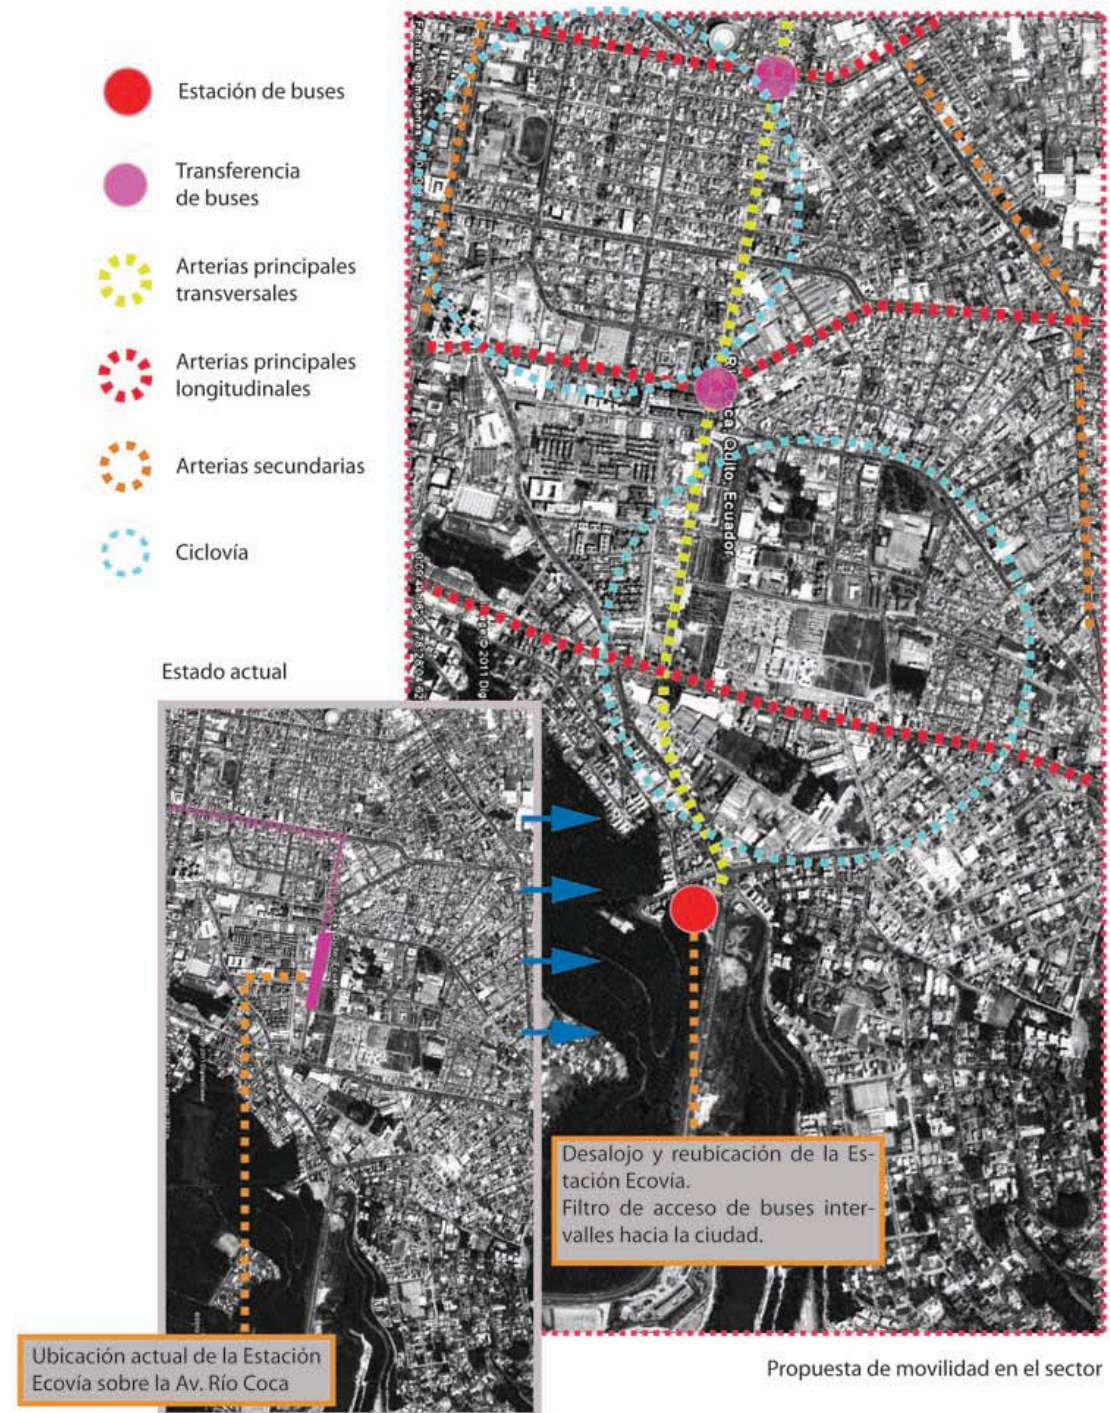 Estación de buses
Transferencia
de buses
Arterias principales
transversales
Arterias principales
longitudinales
Arterias secundarias
Ciclovía
Quito, Ecuador
Estado actual
Desalojo y reubicación de la Es-
tación Ecovía.
Filtro de acceso de buses inter-
valles hacia la ciudad.
Ubicación actual de la Estación
Ecovía sobre la Av. Río Coca
Propuesta de movilidad en el sector